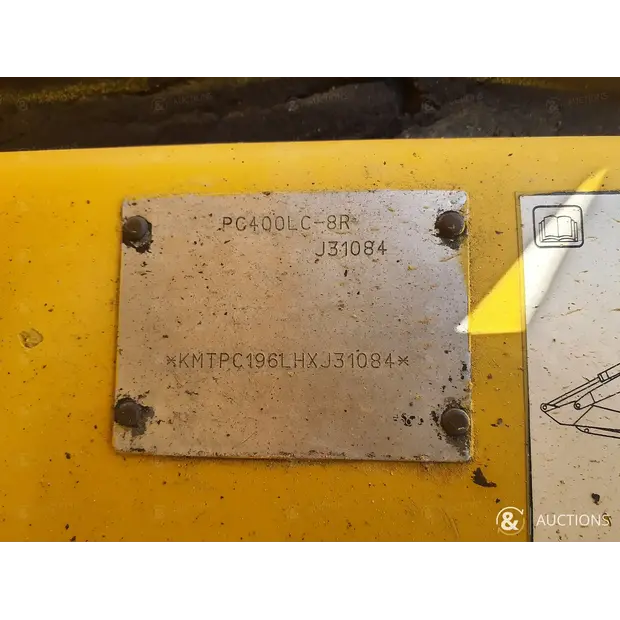 PC400LC-8R
J31084
*KMTPC196LHXJ31084*
& AUCTIONS